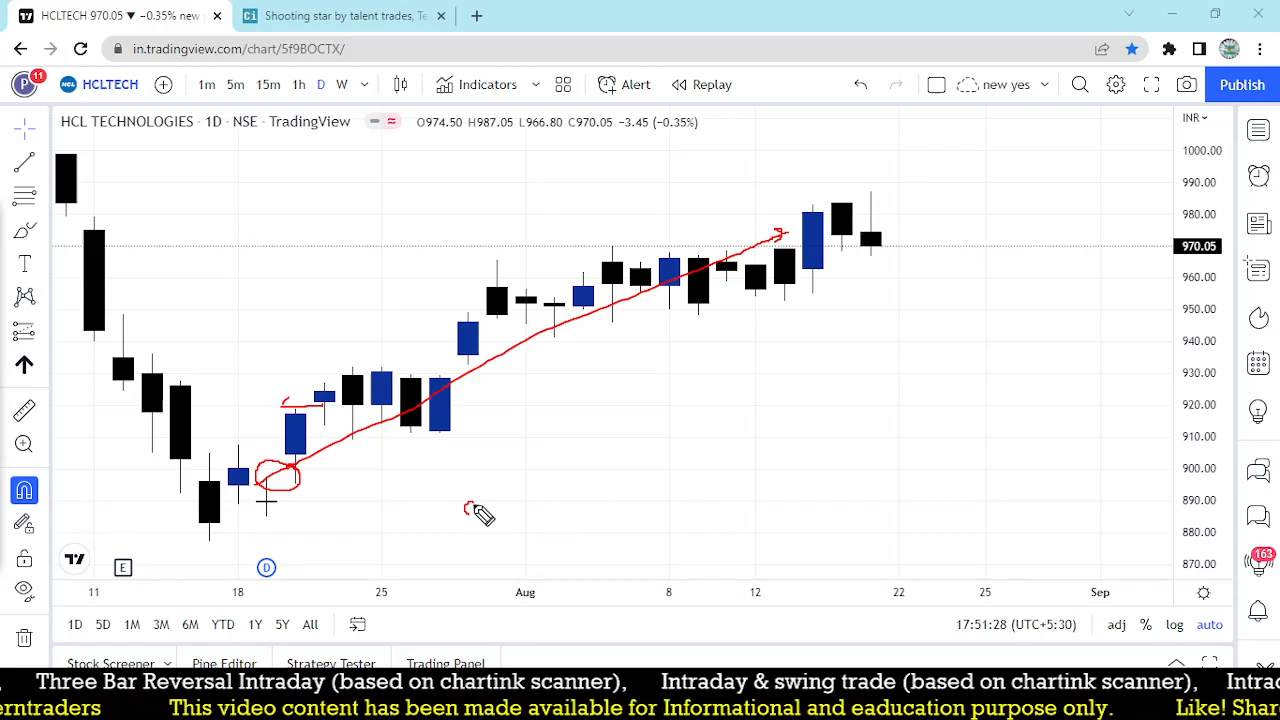 HCLTECH 970.05 ▼ −0.35% new
Shooting star by talent trades, Te
in.tradingview.com/chart/5f9BOCTX/
P 11 HCLTECH 1m 5m 15m 1h D W Indicators Alert Replay new yes Publish
HCL TECHNOLOGIES · 1D · NSE · TradingView O974.50 H987.05 L966.80 C970.05 −3.45 (−0.35%)
INR
1000.00
990.00
980.00
970.05
960.00
950.00
940.00
930.00
920.00
910.00
900.00
890.00
880.00
870.00
T
E D
163
11 18 25 Aug 8 12 22 25 Sep
1D 5D 1M 3M 6M YTD 1Y 5Y All 17:51:28 (UTC+5:30) adj % log auto
Stock Screener Pine Editor Strategy Tester Trading Panel
Three Bar Reversal Intraday (based on chartink scanner), Intraday & swing trade (based on chartink scanner), Intra
erntraders This video content has been made available for Informational and eaducation purpose only. Like! Shar